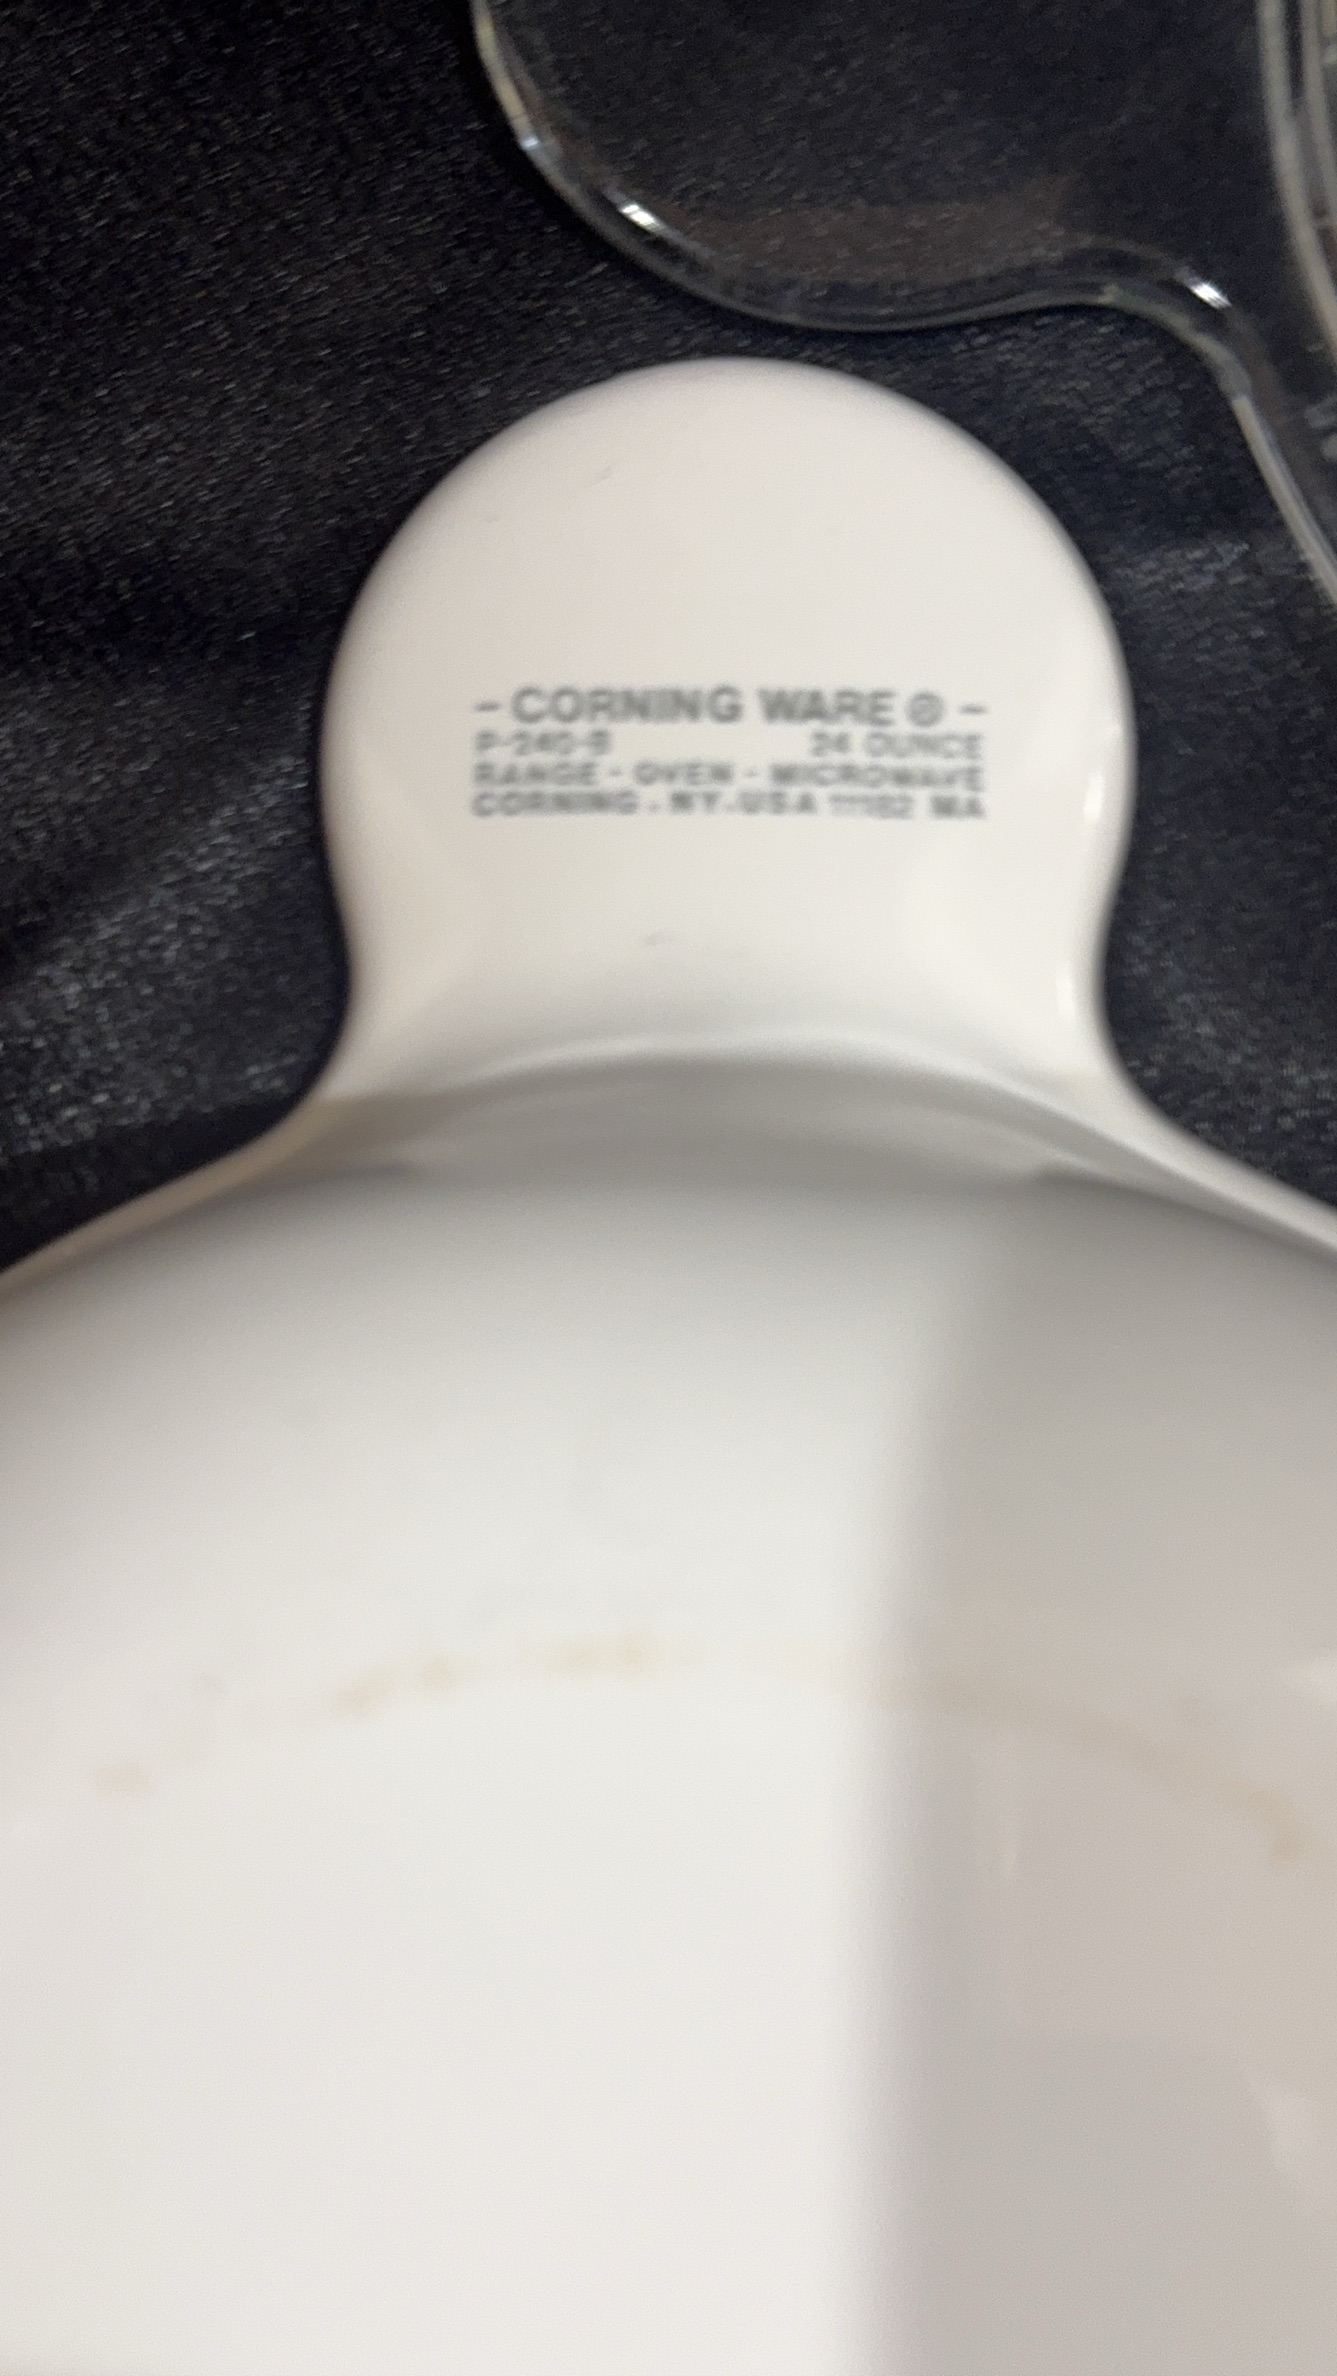 - CORNING WARE ® -
P-240-B 24 OUNCE
RANGE - OVEN - MICROWAVE
CORNING . NY . USA 11102 MA